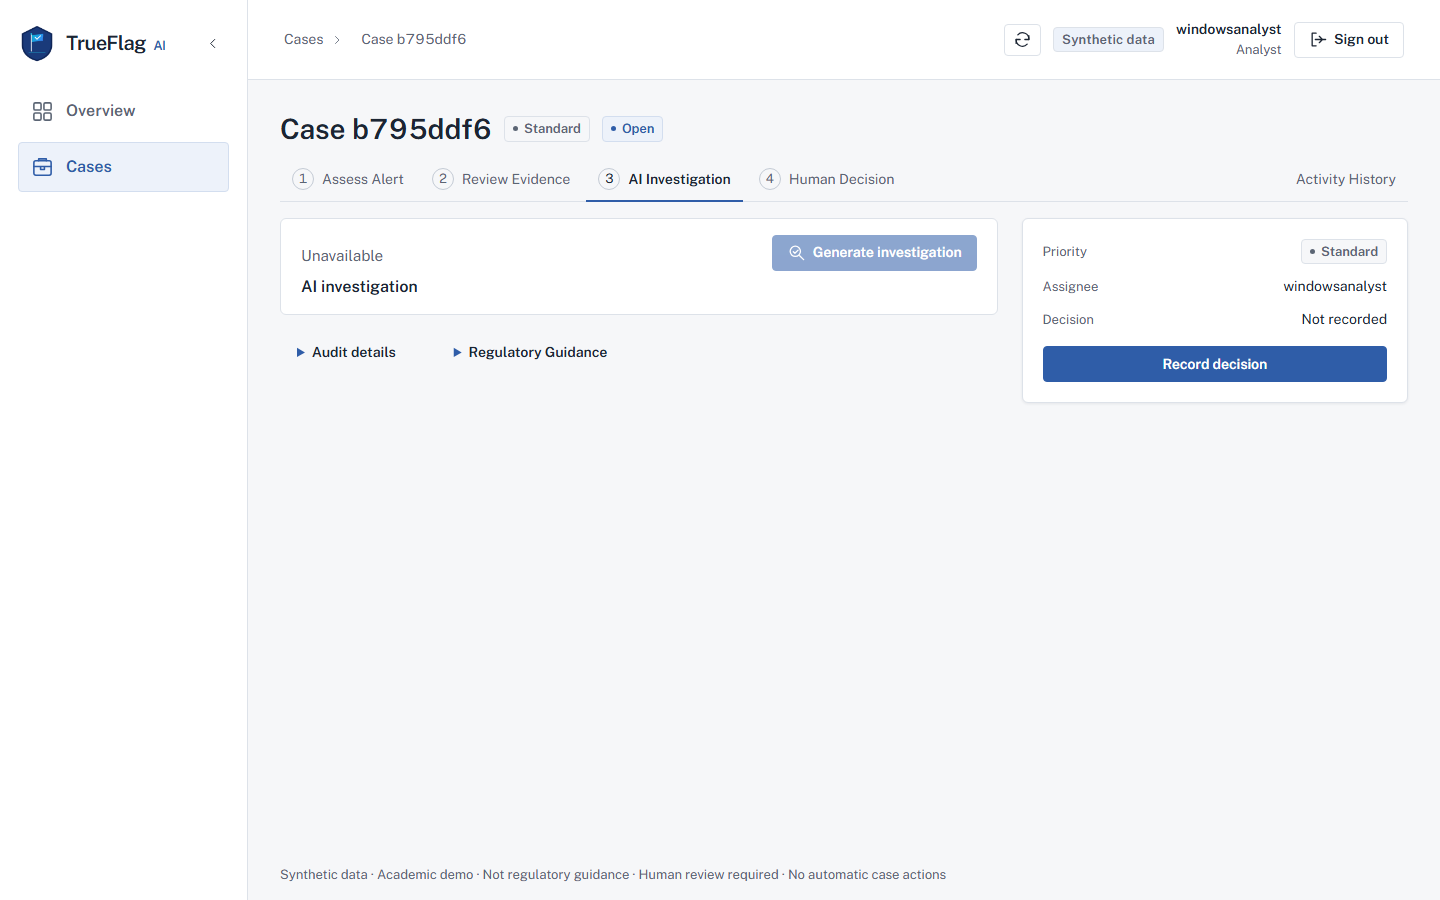 TrueFlag AI
Overview
Cases
Cases
Case b795ddf6
Synthetic data
windowsanalyst
Analyst
Sign out
Case b795ddf6
Standard
Open
1 Assess Alert
2 Review Evidence
3 AI Investigation
4 Human Decision
Activity History
Unavailable
AI investigation
Generate investigation
Audit details
Regulatory Guidance
Priority
Standard
Assignee
windowsanalyst
Decision
Not recorded
Record decision
Synthetic data · Academic demo · Not regulatory guidance · Human review required · No automatic case actions